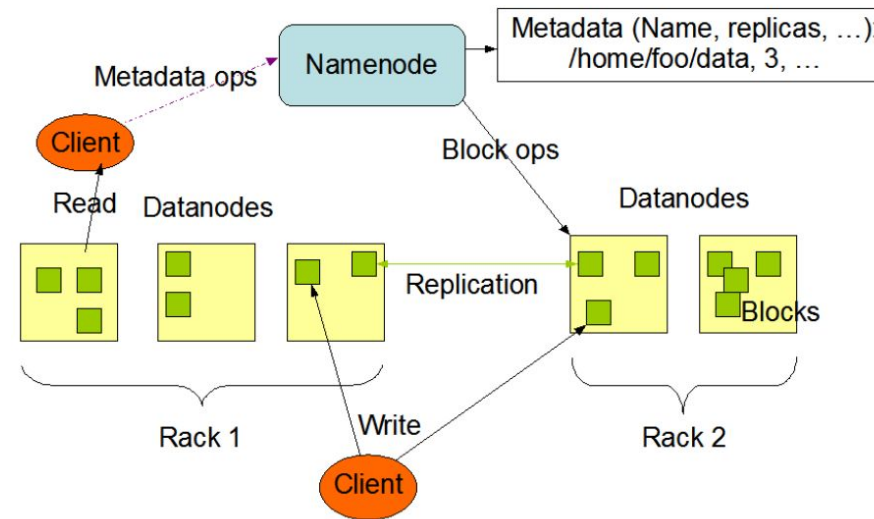 Metadata (Name, replicas, …):
/home/foo/data, 3, …
Namenode
Metadata ops
Client
Block ops
Read
Datanodes
Datanodes
Replication
Blocks
Rack 1
Write
Rack 2
Client